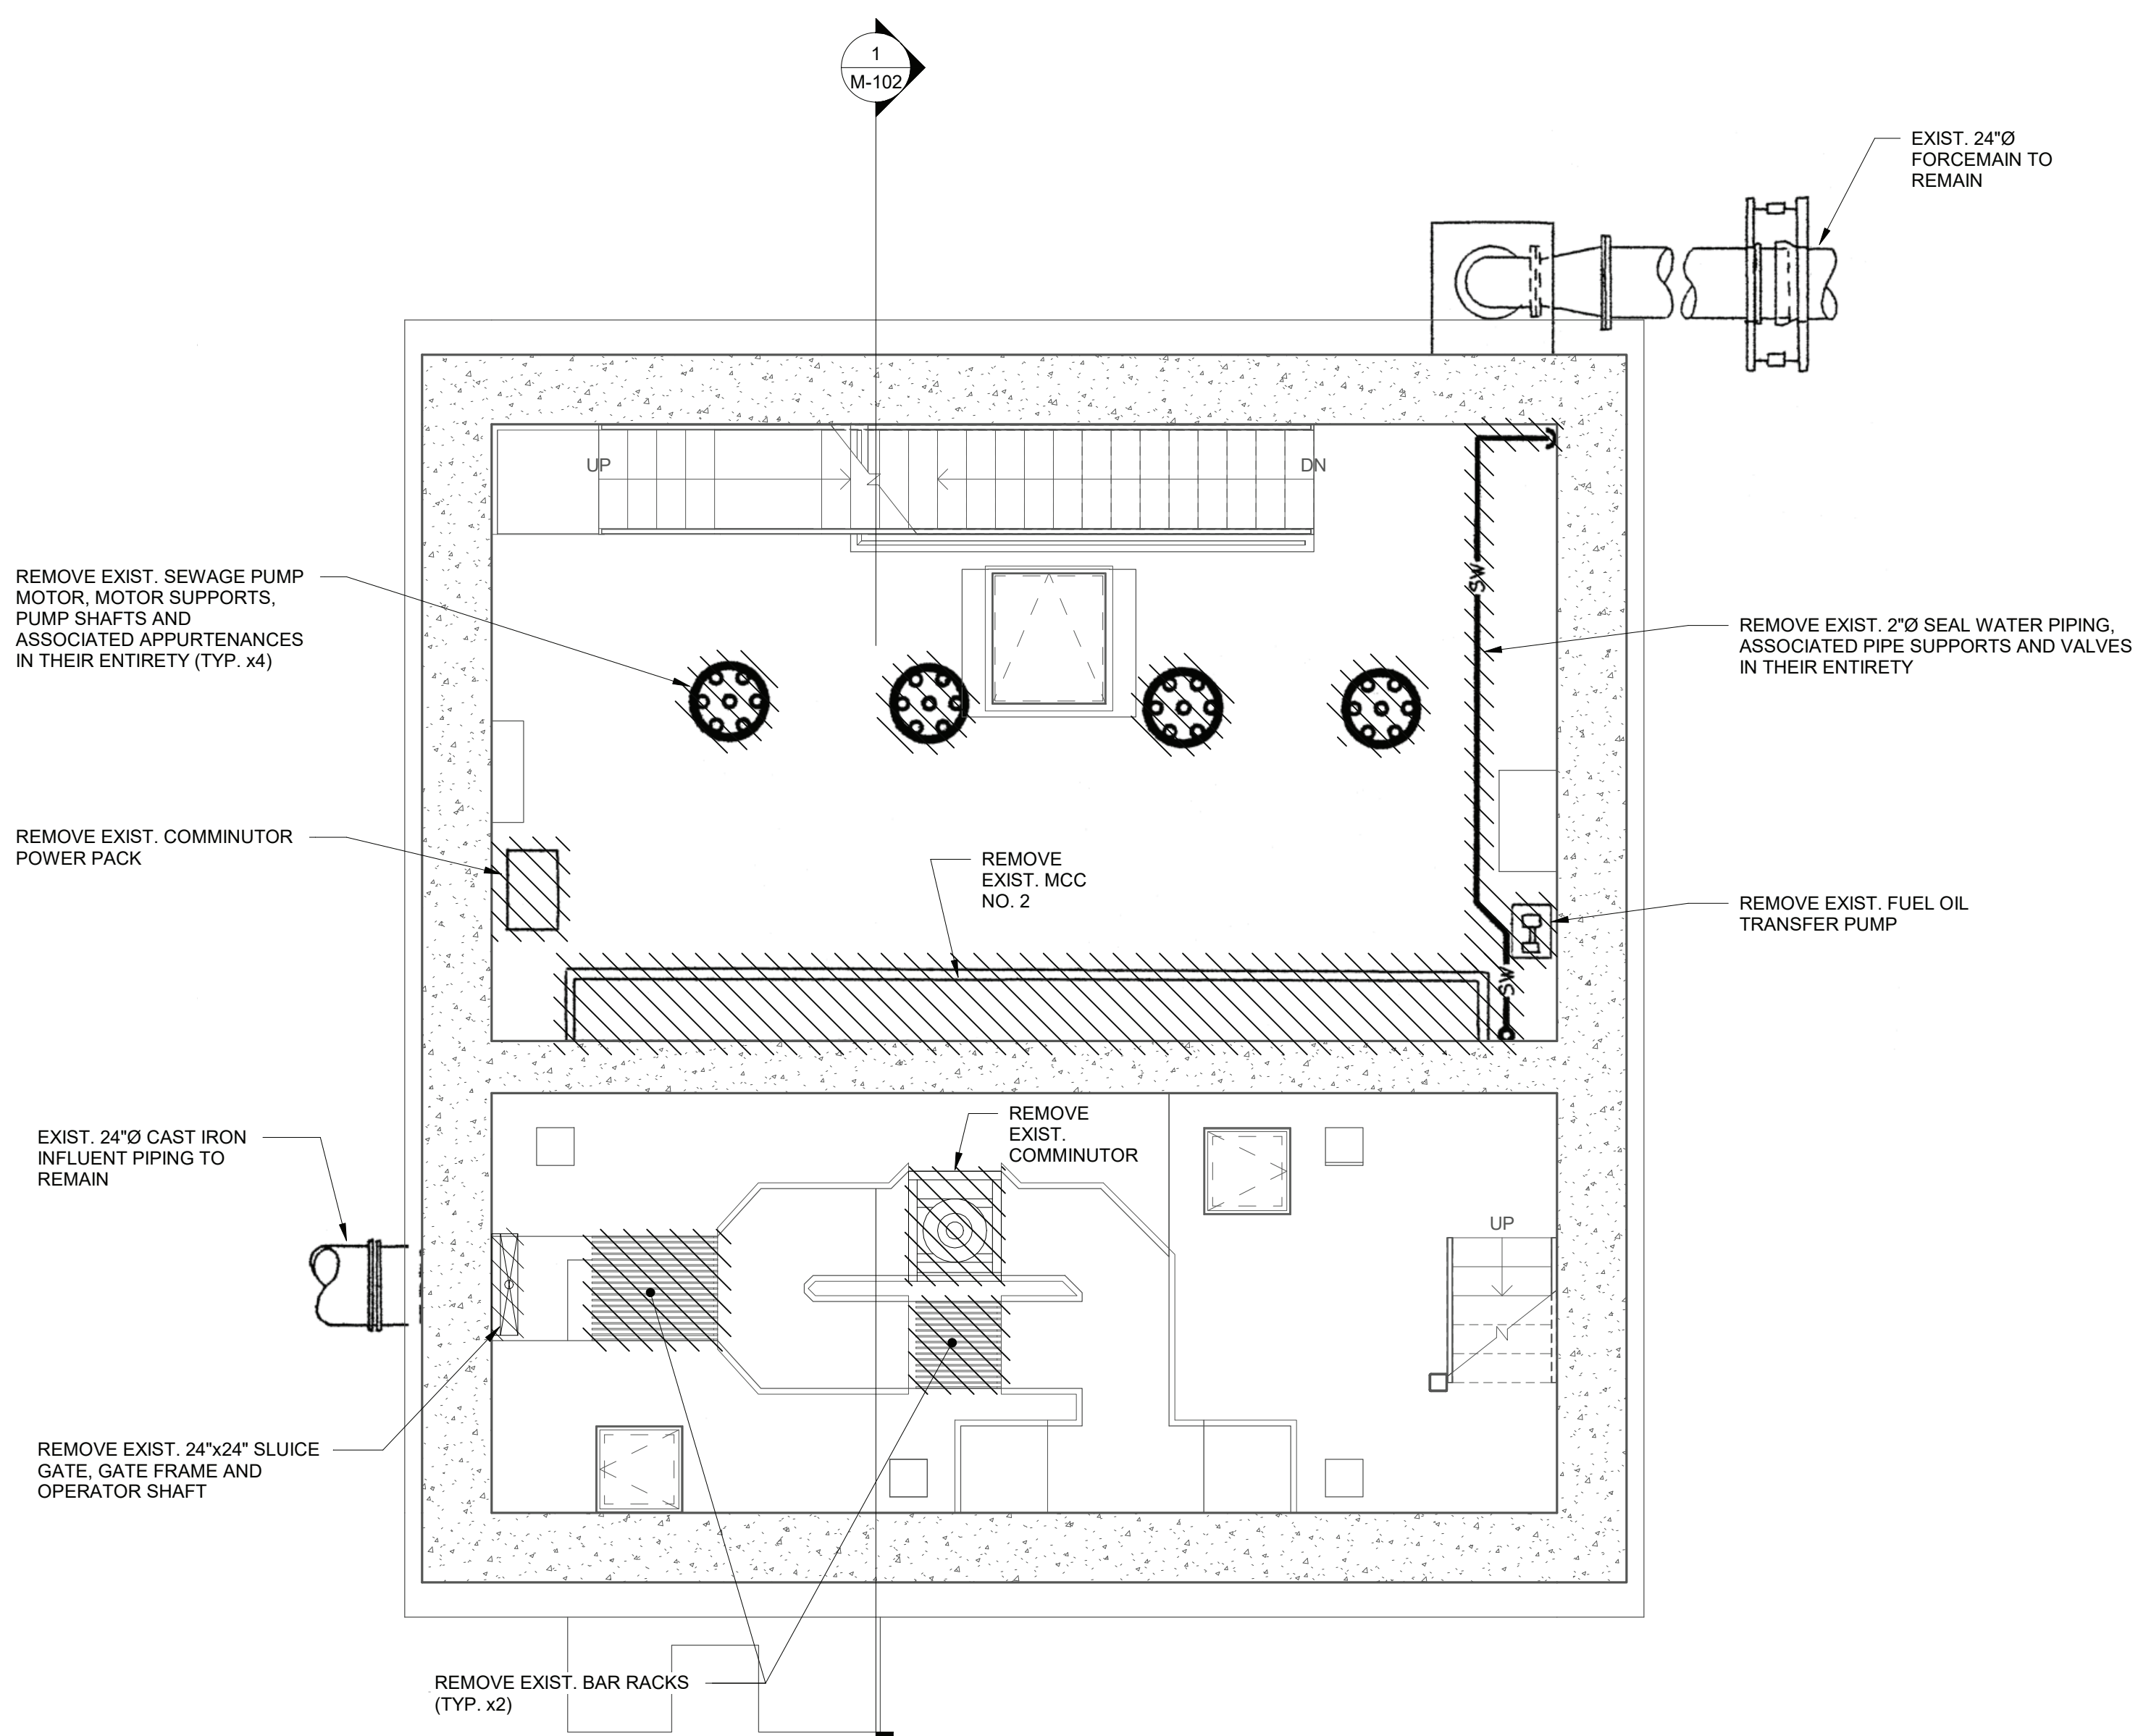 1
M-102
EXIST. 24"Ø
FORCEMAIN TO
REMAIN
UP
DN
SW
REMOVE EXIST. SEWAGE PUMP
MOTOR, MOTOR SUPPORTS,
PUMP SHAFTS AND
ASSOCIATED APPURTENANCES
IN THEIR ENTIRETY (TYP. x4)
REMOVE EXIST. 2"Ø SEAL WATER PIPING,
ASSOCIATED PIPE SUPPORTS AND VALVES
IN THEIR ENTIRETY
REMOVE EXIST. COMMINUTOR
POWER PACK
REMOVE
EXIST. MCC
NO. 2
REMOVE EXIST. FUEL OIL
TRANSFER PUMP
SW
EXIST. 24"Ø CAST IRON
INFLUENT PIPING TO
REMAIN
REMOVE
EXIST.
COMMINUTOR
UP
REMOVE EXIST. 24"x24" SLUICE
GATE, GATE FRAME AND
OPERATOR SHAFT
REMOVE EXIST. BAR RACKS
(TYP. x2)